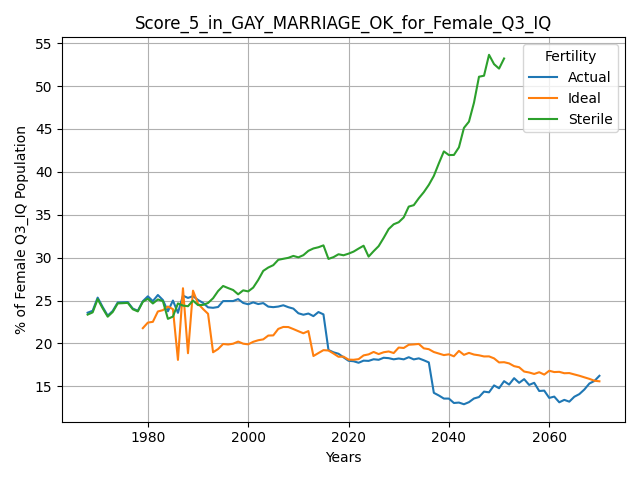 Score_5_in_GAY_MARRIAGE_OK_for_Female_Q3_IQ
% of Female Q3_IQ Population
55
50
45
40
35
30
25
20
15
Fertility
Actual
Ideal
Sterile
1980
2000
2020
2040
2060
Years